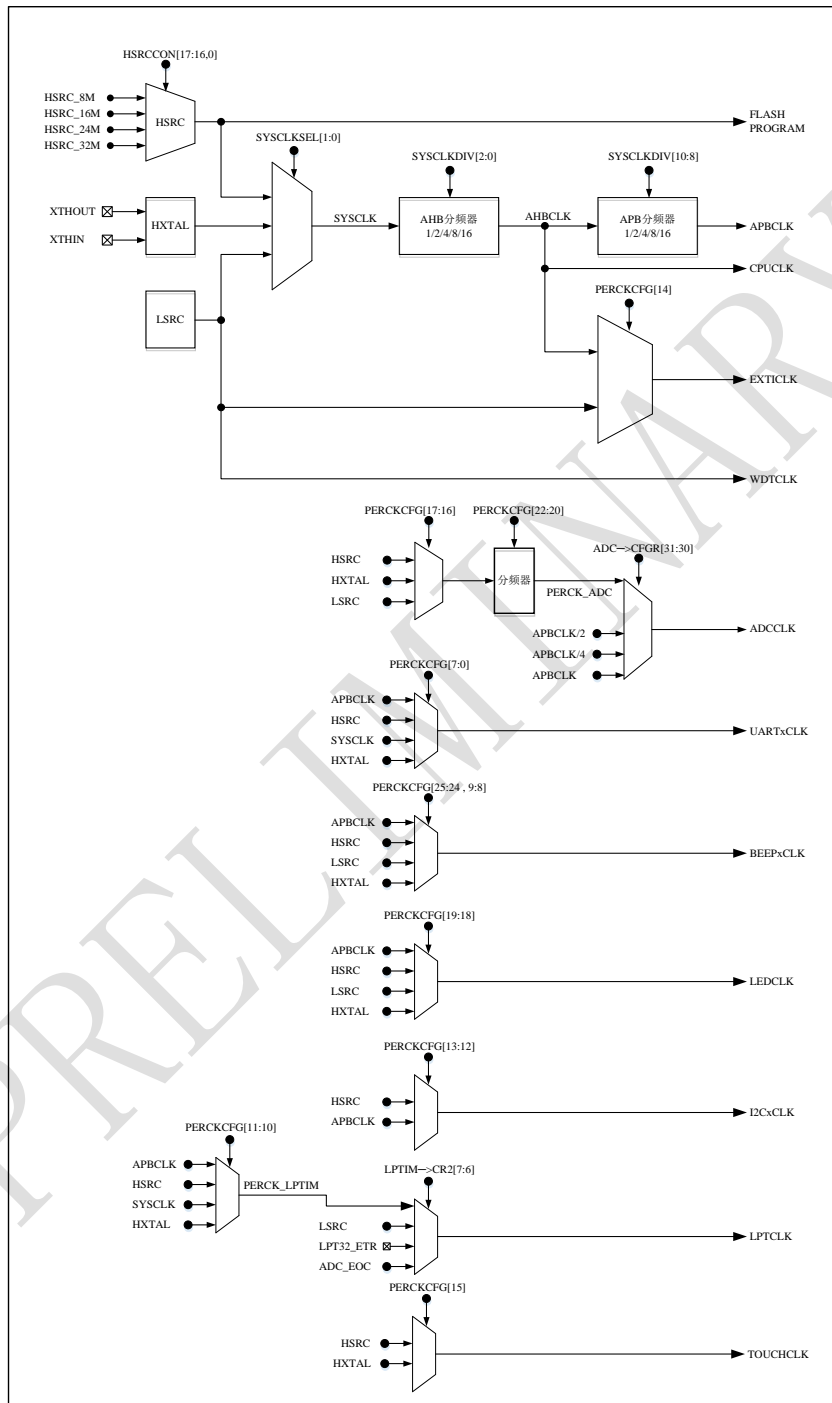 HSRCCON[17:16,0]
HSRC_8M
HSRC_16M
HSRC_24M
HSRC_32M
HSRC
FLASH
PROGRAM
SYSCLKSEL[1:0]
SYSCLKDIV[2:0]
SYSCLKDIV[10:8]
XTHOUT
XTHIN
HXTAL
SYSCLK
AHB分频器
1/2/4/8/16
AHBCLK
APB分频器
1/2/4/8/16
APBCLK
CPUCLK
PERCKCFG[14]
LSRC
EXTICLK
WDTCLK
PERCKCFG[17:16]
PERCKCFG[22:20]
ADC—>CFGR[31:30]
HSRC
HXTAL
LSRC
分频器
PERCK_ADC
APBCLK/2
APBCLK/4
APBCLK
ADCCLK
PERCKCFG[7:0]
APBCLK
HSRC
SYSCLK
HXTAL
UARTxCLK
PERCKCFG[25:24 , 9:8]
APBCLK
HSRC
LSRC
HXTAL
BEEPxCLK
PERCKCFG[19:18]
APBCLK
HSRC
LSRC
HXTAL
LEDCLK
PERCKCFG[13:12]
HSRC
APBCLK
I2CxCLK
PERCKCFG[11:10]
APBCLK
HSRC
SYSCLK
HXTAL
PERCK_LPTIM
LPTIM—>CR2[7:6]
LSRC
LPT32_ETR
ADC_EOC
LPTCLK
PERCKCFG[15]
HSRC
HXTAL
TOUCHCLK
PRELIMINARY